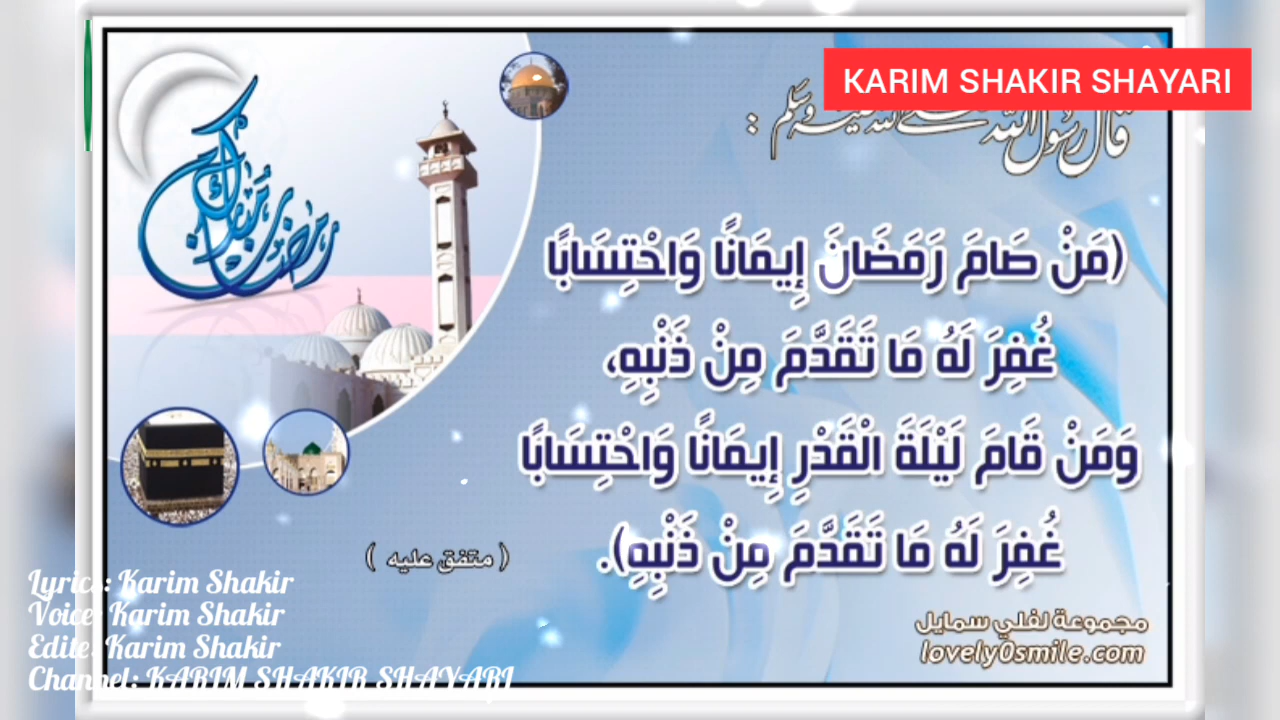 KARIM SHAKIR SHAYARI
قال رسول الله صلى الله عليه وسلم :
رمضان مبارك
(مَنْ صَامَ رَمَضَانَ إِيمَانًا وَاحْتِسَابًا
غُفِرَ لَهُ مَا تَقَدَّمَ مِنْ ذَنْبِهِ،
وَمَنْ قَامَ لَيْلَةَ الْقَدْرِ إِيمَانًا وَاحْتِسَابًا
غُفِرَ لَهُ مَا تَقَدَّمَ مِنْ ذَنْبِهِ).
( متفق عليه )
مجموعة لفلي سمايل
lovely0smile.com
Lyrics: Karim Shakir
Voice: Karim Shakir
Edite: Karim Shakir
Channel: KARIM SHAKIR SHAYARI